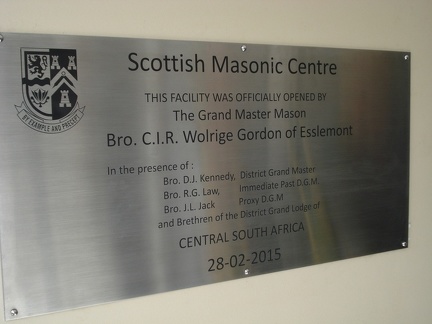 Scottish Masonic Centre
THIS FACILITY WAS OFFICIALLY OPENED BY
The Grand Master Mason
Bro. C.I.R. Wolrige Gordon of Esslemont
In the presence of :
Bro. D.J. Kennedy, District Grand Master
Bro. R.G. Law, Immediate Past D.G.M.
Bro. J.L. Jack Proxy D.G.M
and Brethren of the District Grand Lodge of
CENTRAL SOUTH AFRICA
28-02-2015
BY EXAMPLE AND PRECEPT